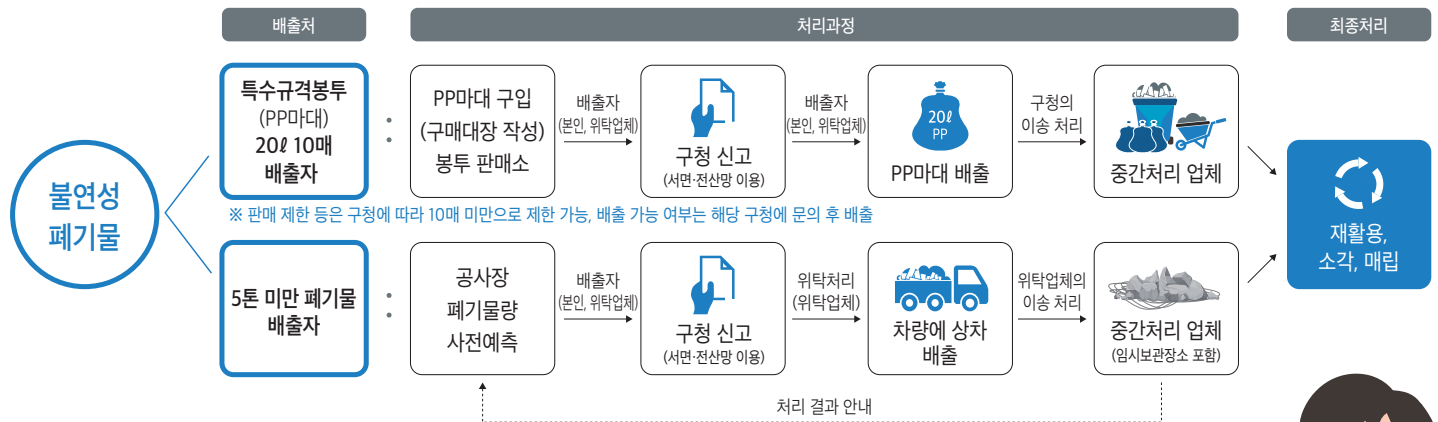 배출처
처리과정
최종처리
불연성
폐기물
특수규격봉투
(PP마대)
20ℓ 10매
배출자
:
PP마대 구입
(구매대장 작성)
봉투 판매소
배출자
(본인, 위탁업체)
구청 신고
(서면·전산망 이용)
배출자
(본인, 위탁업체)
20ℓ
PP
PP마대 배출
구청의
이송 처리
중간처리 업체
※ 판매 제한 등은 구청에 따라 10매 미만으로 제한 가능, 배출 가능 여부는 해당 구청에 문의 후 배출
5톤 미만 폐기물
배출자
:
공사장
폐기물량
사전예측
배출자
(본인, 위탁업체)
구청 신고
(서면·전산망 이용)
위탁처리
(위탁업체)
차량에 상차
배출
위탁업체의
이송 처리
중간처리 업체
(임시보관장소 포함)
처리 결과 안내
재활용,
소각, 매립